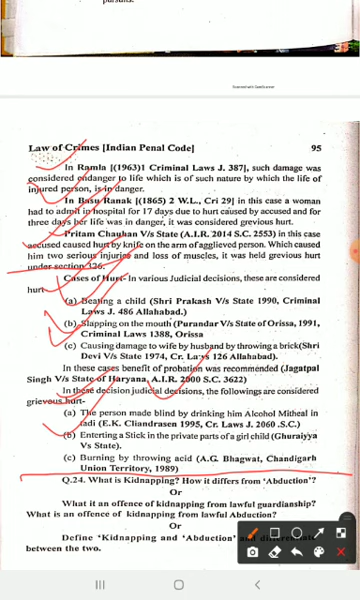 Scanned with CamScanner
Law of Crimes [Indian Penal Code] 95
In Ramla [(1963)1 Criminal Laws J. 387], such damage was
considered endanger to life which is of such nature by which the life of
injured person, is in danger.
In Basu Ranak [(1865) 2 W.L., Cri 29] in this case a woman
had to admit in hospital for 17 days due to hurt caused by accused and for
three days her life was in danger, it was considered grevious hurt.
Pritam Chauhan V/s State (A.I.R. 2014 S.C. 2553) in this case
accused caused hurt by knife on the arm of agglieved person. Which caused
him two serious injuries and loss of muscles, it was held grevious hurt
under section 326.
Cases of Hurt- In various Judicial decisions, these are considered
hurt-
(a) Beating a child (Shri Prakash V/s State 1990, Criminal
Laws J. 486 Allahabad.)
(b) Slapping on the mouth (Purandar V/s State of Orissa, 1991,
Criminal Laws 1388, Orissa
(c) Causing damage to wife by husband by throwing a brick(Shri
Devi V/s State 1974, Cr. Laws 126 Allahabad).
In these cases benefit of probation was recommended (Jagatpal
Singh V/s State of Haryana, A.I.R. 2000 S.C. 3622)
In these decision judicial decisions, the followings are considered
grievous hurt-
(a) The person made blind by drinking him Alcohol Mitheal in
(E.K. Cliandrasen 1995, Cr. Laws J. 2060 .S.C.)
(b) Enterting a Stick in the private parts of a girl child (Ghuraiyya
Vs State).
(c) Burning by throwing acid (A.G. Bhagwat, Chandigarh
Union Territory, 1989)
Q.24. What is Kidnapping? How it differs from 'Abduction'?
Or
What it an offence of kidnapping from lawful guardianship?
What is an offence of kidnapping from lawful Abduction?
Or
Define 'Kidnapping and 'Abduction'
between the two.